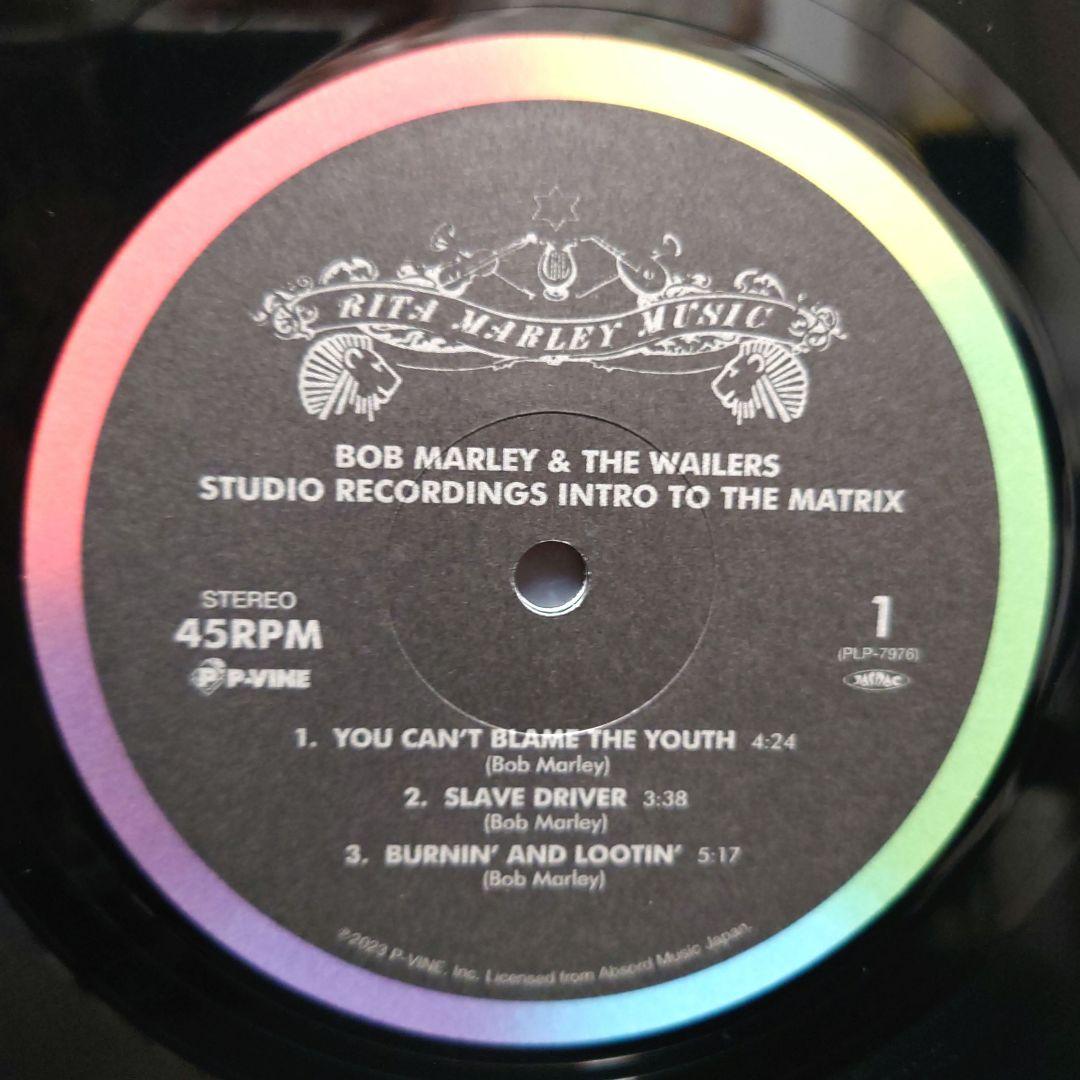 RITA MARLEY MUSIC
BOB MARLEY & THE WAILERS
STUDIO RECORDINGS INTRO TO THE MATRIX
STEREO
45RPM
P P-VINE
1
(PLP-7976)
JASRAC
1. YOU CAN'T BLAME THE YOUTH 4:24
(Bob Marley)
2. SLAVE DRIVER 3:38
(Bob Marley)
3. BURNIN' AND LOOTIN' 5:17
(Bob Marley)
℗2023 P-VINE, Inc. Licensed from Absord Music Japan.